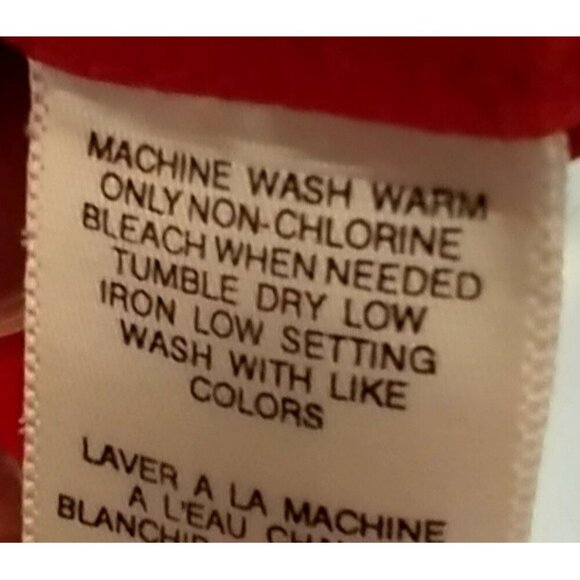 MACHINE WASH WARM
ONLY NON-CHLORINE
BLEACH WHEN NEEDED
TUMBLE DRY LOW
IRON LOW SETTING
WASH WITH LIKE
COLORS
LAVER A LA MACHINE
A L'EAU